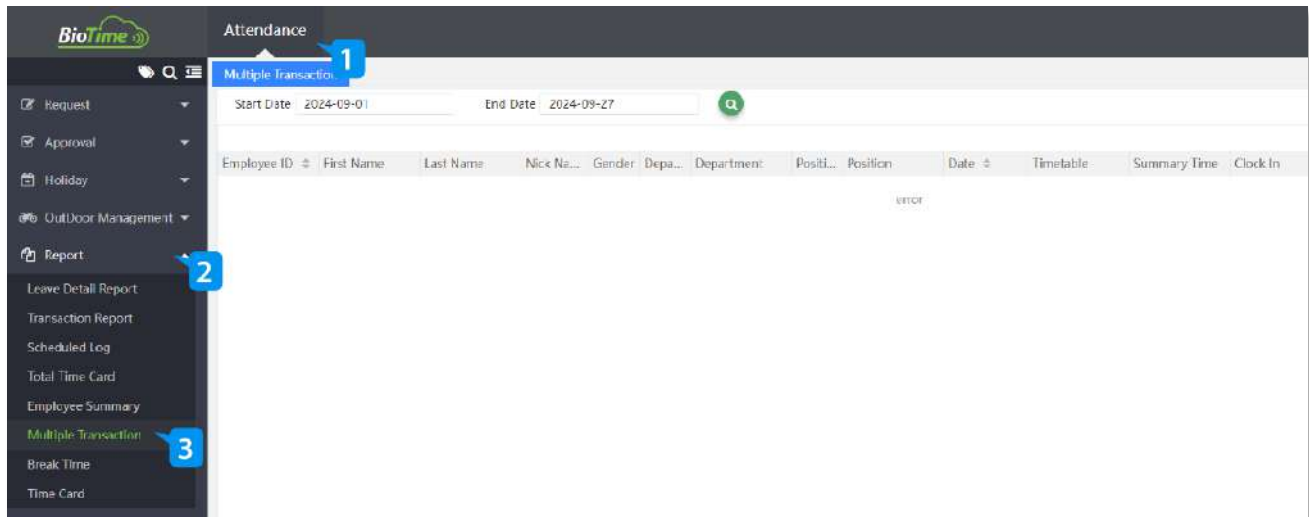 BioTime
Attendance
1
Multiple Transaction
Request
Start Date 2024-09-01 End Date 2024-09-27
Approval
Employee ID First Name Last Name Nick Na... Gender Depa... Department Positi... Position Date Timetable Summary Time Clock In
Holiday
error
OutDoor Management
Report
2
Leave Detail Report
Transaction Report
Scheduled Log
Total Time Card
Employee Summary
Multiple Transaction
3
Break Time
Time Card